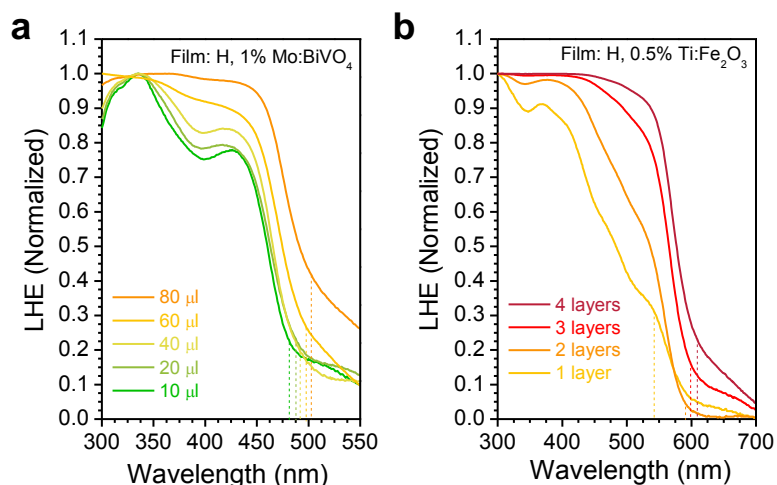 a
Film: H, 1% Mo:BiVO₄
LHE (Normalized)
1.1
1.0
0.9
0.8
0.7
0.6
0.5
0.4
0.3
0.2
0.1
0.0
80 µl
60 µl
40 µl
20 µl
10 µl
300 350 400 450 500 550
Wavelength (nm)
b
Film: H, 0.5% Ti:Fe₂O₃
LHE (Normalized)
1.1
1.0
0.9
0.8
0.7
0.6
0.5
0.4
0.3
0.2
0.1
0.0
4 layers
3 layers
2 layers
1 layer
300 400 500 600 700
Wavelength (nm)